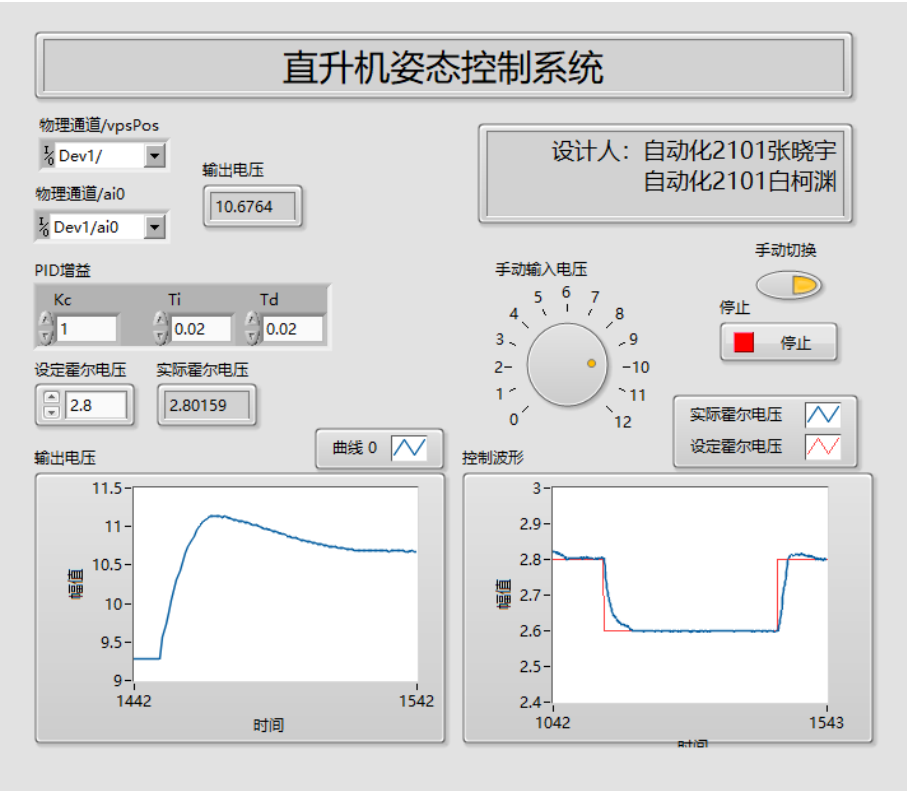 直升机姿态控制系统
物理通道/vpsPos
Dev1/
物理通道/ai0
Dev1/ai0
输出电压
10.6764
设计人：自动化2101张晓宇
自动化2101白柯渊
PID增益
Kc Ti Td
1 0.02 0.02
设定霍尔电压 实际霍尔电压
2.8 2.80159
手动输入电压
0 1 2 3 4 5 6 7 8 9 10 11 12
手动切换
停止
停止
实际霍尔电压
设定霍尔电压
输出电压
曲线 0
11.5
11
10.5
10
9.5
9
幅值
1442 1542
时间
控制波形
3
2.9
2.8
2.7
2.6
2.5
2.4
幅值
1042 1543
时间